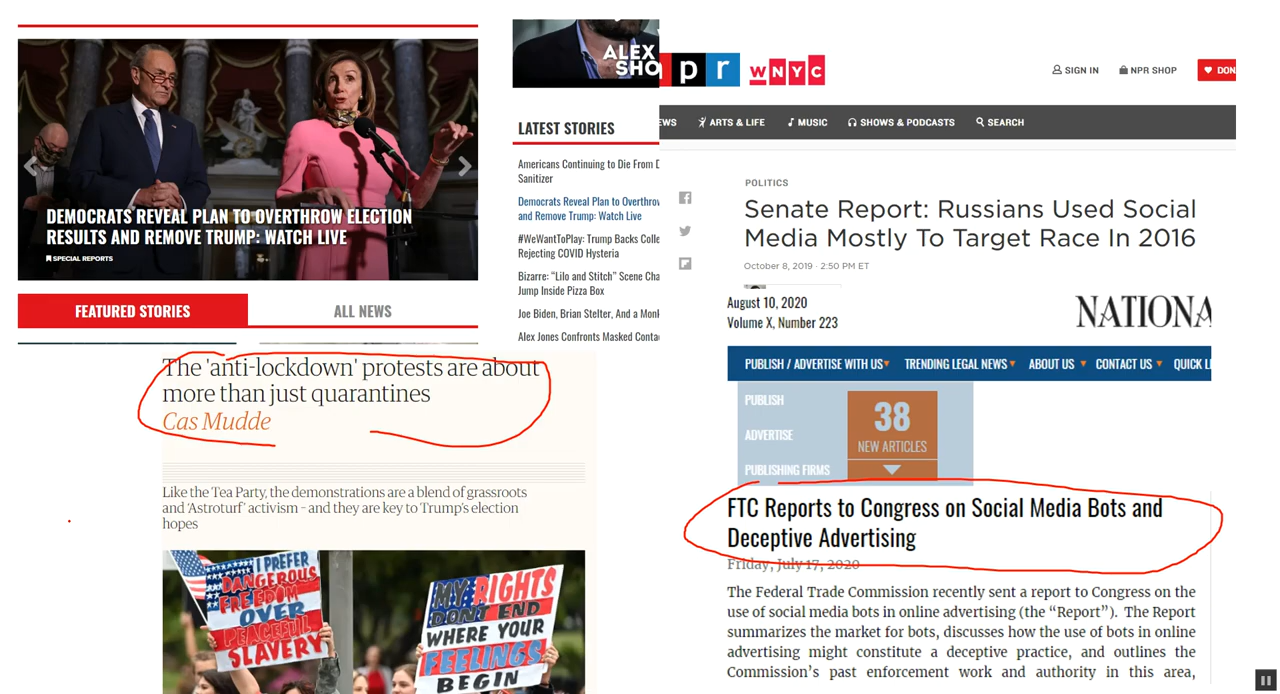 DEMOCRATS REVEAL PLAN TO OVERTHROW ELECTION
RESULTS AND REMOVE TRUMP: WATCH LIVE
SPECIAL REPORTS
FEATURED STORIES
ALL NEWS
ALEX
SHO
LATEST STORIES
Americans Continuing to Die From
Sanitizer
Democrats Reveal Plan to Overthrow
and Remove Trump: Watch Live
#WeWantToPlay: Trump Backs Colle
Rejecting COVID Hysteria
Bizarre: “Lilo and Stitch” Scene Cha
Jump Inside Pizza Box
Joe Biden, Brian Stelter, And a Monk
Alex Jones Confronts Masked Contac
pr WNYC
SIGN IN
NPR SHOP
DON
EWS
ARTS & LIFE
MUSIC
SHOWS & PODCASTS
SEARCH
POLITICS
Senate Report: Russians Used Social
Media Mostly To Target Race In 2016
October 8, 2019 · 2:50 PM ET
The 'anti-lockdown' protests are about
more than just quarantines
Cas Mudde
Like the Tea Party, the demonstrations are a blend of grassroots
and 'Astroturf' activism – and they are key to Trump's election
hopes
I PREFER
DANGEROUS
FREEDOM
OVER
PEACEFUL
SLAVERY
MY RIGHTS
DON'T END
WHERE YOUR
FEELINGS
BEGIN
August 10, 2020
Volume X, Number 223
NATIONA
PUBLISH / ADVERTISE WITH US
TRENDING LEGAL NEWS
ABOUT US
CONTACT US
QUICK LI
PUBLISH
ADVERTISE
PUBLISHING FIRMS
38
NEW ARTICLES
FTC Reports to Congress on Social Media Bots and
Deceptive Advertising
Friday, July 17, 2020
The Federal Trade Commission recently sent a report to Congress on the
use of social media bots in online advertising (the “Report”). The Report
summarizes the market for bots, discusses how the use of bots in online
advertising might constitute a deceptive practice, and outlines the
Commission’s past enforcement work and authority in this area,